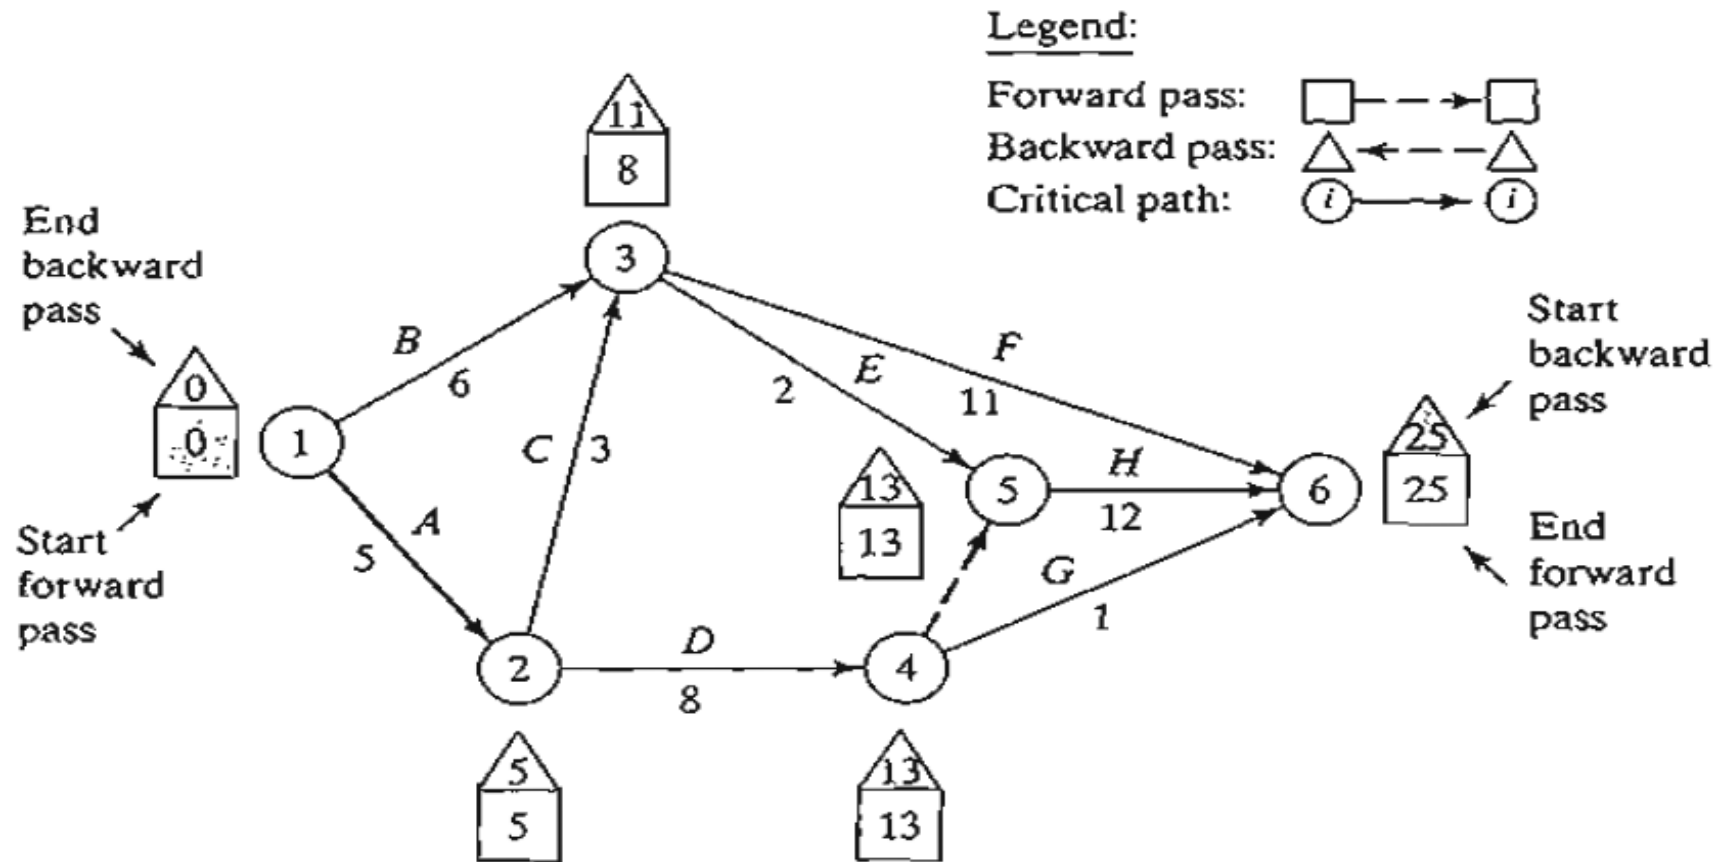 Legend:
Forward pass:
Backward pass:
Critical path: i i
11
8
3
End
backward
pass
0
0
1
Start
forward
pass
B
6
C 3
A
5
E
2
F
11
13
13
5
H
12
6
25
25
Start
backward
pass
End
forward
pass
G
1
2
D
8
4
5
5
13
13